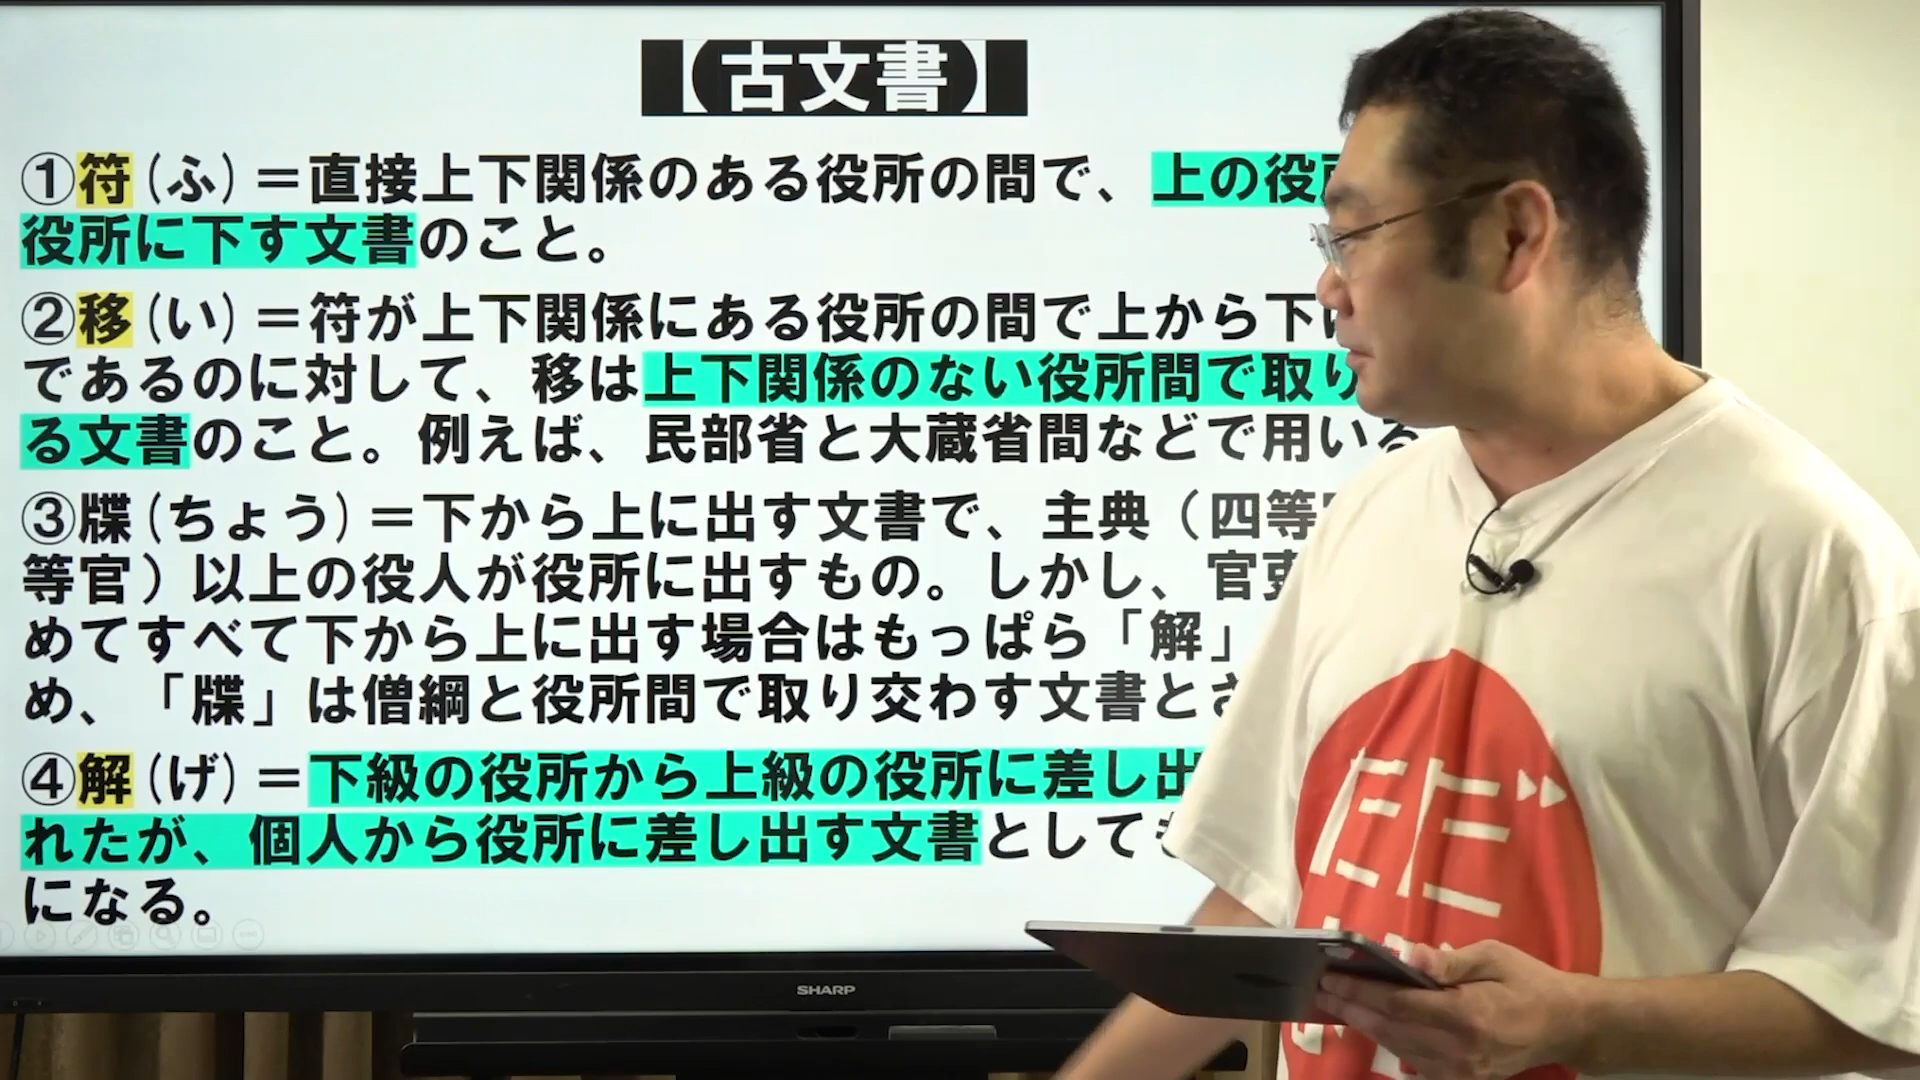 【古文書】
①符(ふ)＝直接上下関係のある役所の間で、上の役
役所に下す文書のこと。
②移(い)＝符が上下関係にある役所の間で上から下
であるのに対して、移は上下関係のない役所間で取り
る文書のこと。例えば、民部省と大蔵省間などで用いる
③牒(ちょう)＝下から上に出す文書で、主典（四等
等官）以上の役人が役所に出すもの。しかし、官
めてすべて下から上に出す場合はもっぱら「解」
め、「牒」は僧綱と役所間で取り交わす文書と
④解(げ)＝下級の役所から上級の役所に差し出
れたが、個人から役所に差し出す文書として
になる。
SHARP